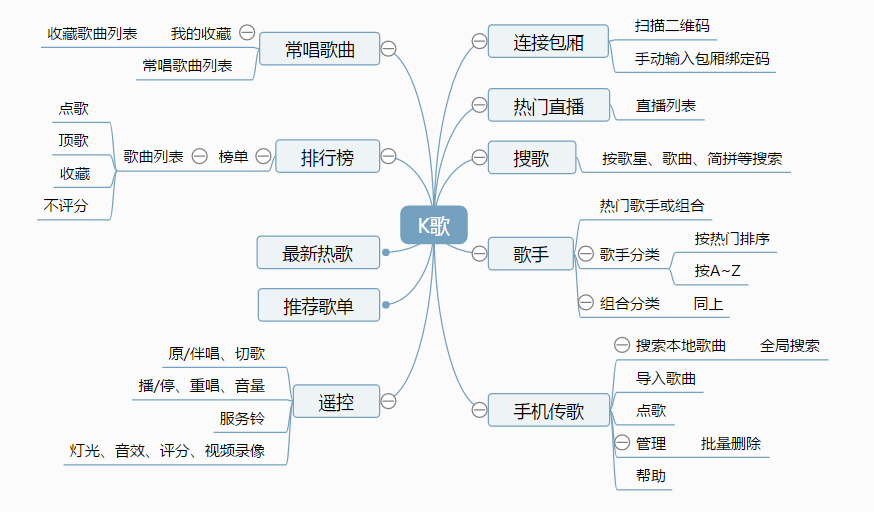 K歌
常唱歌曲
我的收藏
收藏歌曲列表
常唱歌曲列表
排行榜
榜单
歌曲列表
点歌
顶歌
收藏
不评分
最新热歌
推荐歌单
遥控
原/伴唱、切歌
播/停、重唱、音量
服务铃
灯光、音效、评分、视频录像
连接包厢
扫描二维码
手动输入包厢绑定码
热门直播
直播列表
搜歌
按歌星、歌曲、简拼等搜索
歌手
热门歌手或组合
歌手分类
按热门排序
按A~Z
组合分类
同上
手机传歌
搜索本地歌曲
全局搜索
导入歌曲
点歌
管理
批量删除
帮助